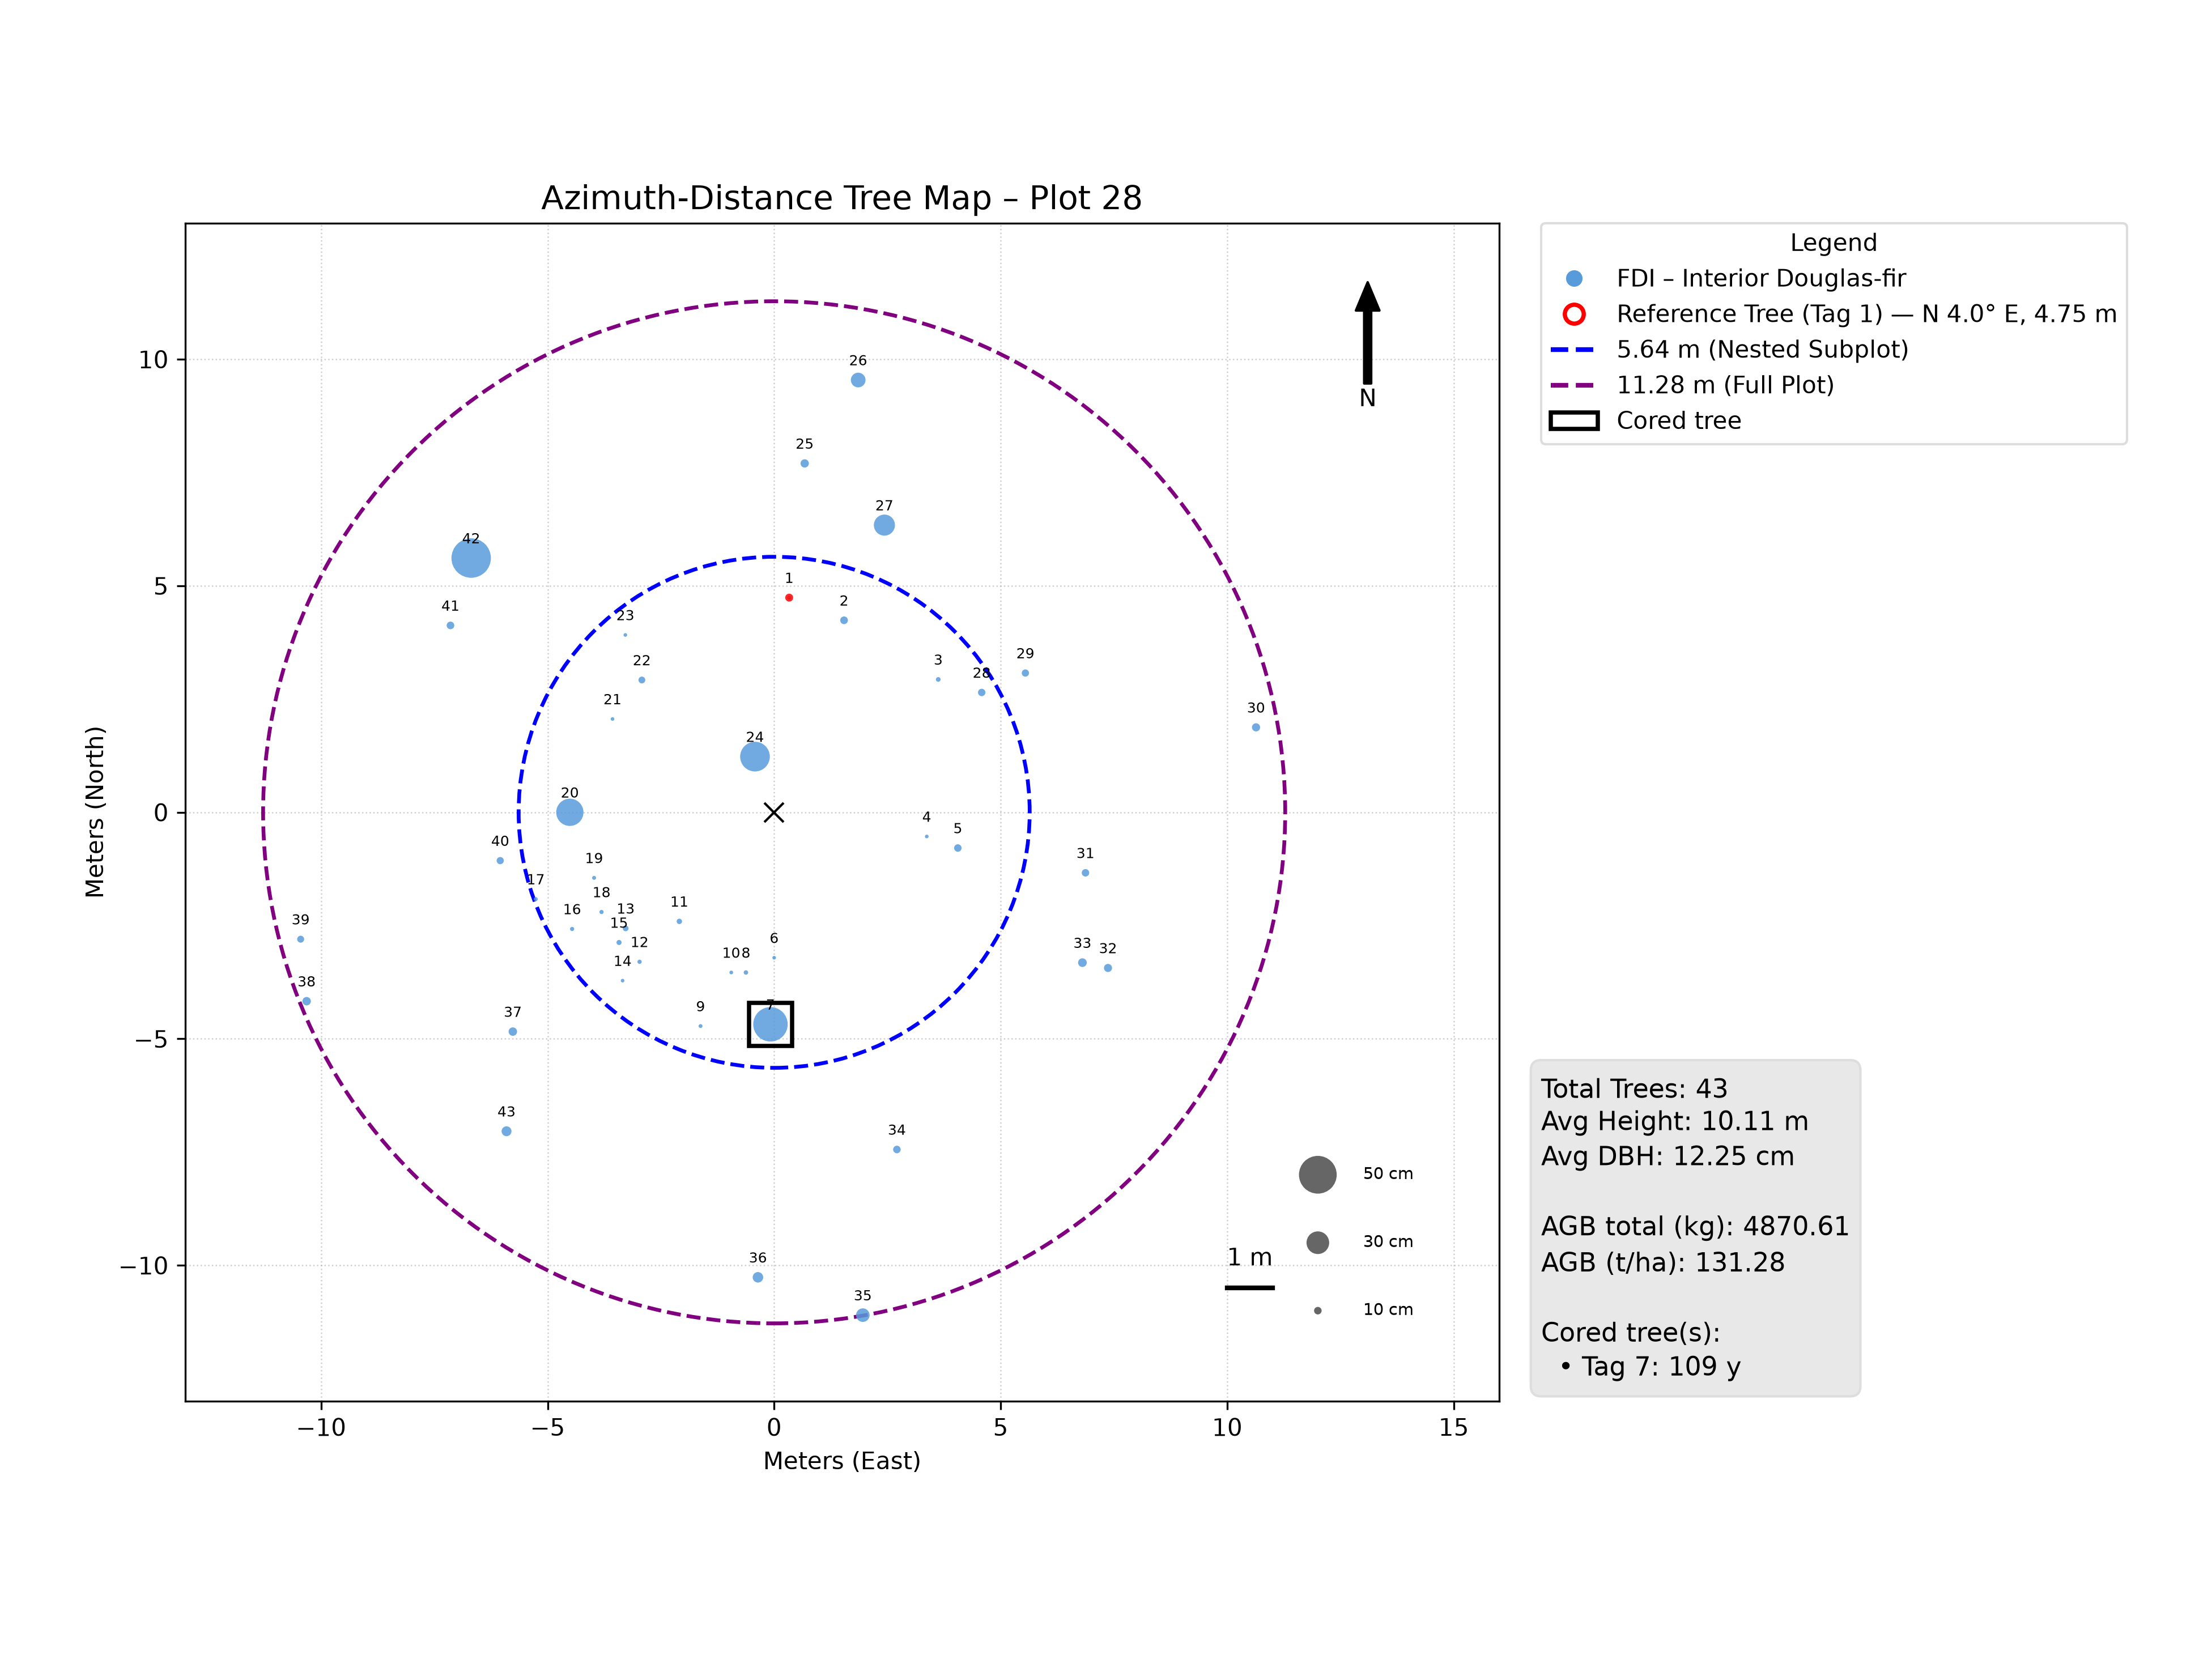 Azimuth-Distance Tree Map – Plot 28
Legend
FDI – Interior Douglas-fir
Reference Tree (Tag 1) — N 4.0° E, 4.75 m
5.64 m (Nested Subplot)
11.28 m (Full Plot)
Cored tree
N
10
5
0
−5
−10
Meters (North)
26
25
27
42
41
1
2
23
3
28
29
22
21
30
24
20
4
5
40
19
31
17
18
16
13
11
15
39
12
6
33
32
10
8
14
38
9
7
37
43
34
36
35
50 cm
30 cm
1 m
10 cm
−10
−5
0
5
10
15
Meters (East)
Total Trees: 43
Avg Height: 10.11 m
Avg DBH: 12.25 cm
AGB total (kg): 4870.61
AGB (t/ha): 131.28
Cored tree(s):
• Tag 7: 109 y